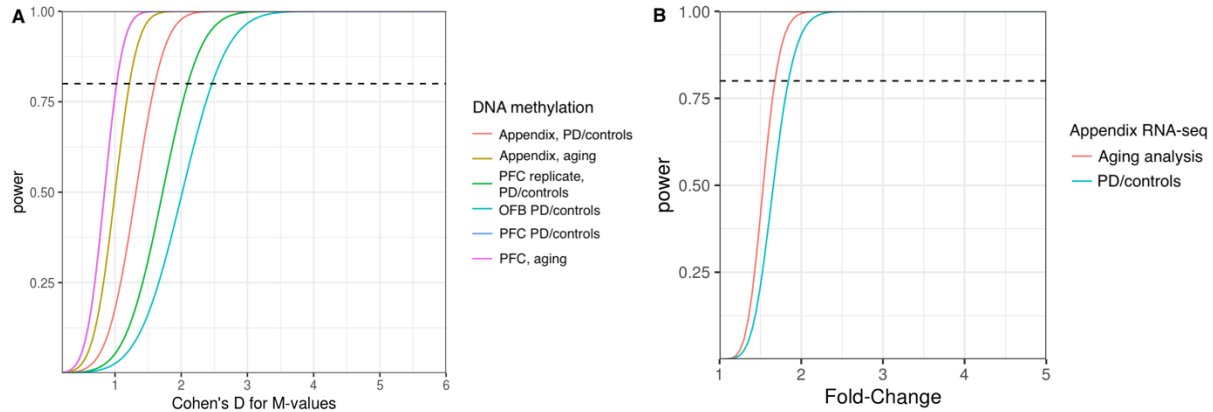 A
1.00
0.75
0.50
0.25
power
1
2
3
4
5
6
Cohen's D for M-values
DNA methylation
Appendix, PD/controls
Appendix, aging
PFC replicate,
PD/controls
OFB PD/controls
PFC PD/controls
PFC, aging
B
1.00
0.75
0.50
0.25
power
1
2
3
4
5
Fold-Change
Appendix RNA-seq
Aging analysis
PD/controls